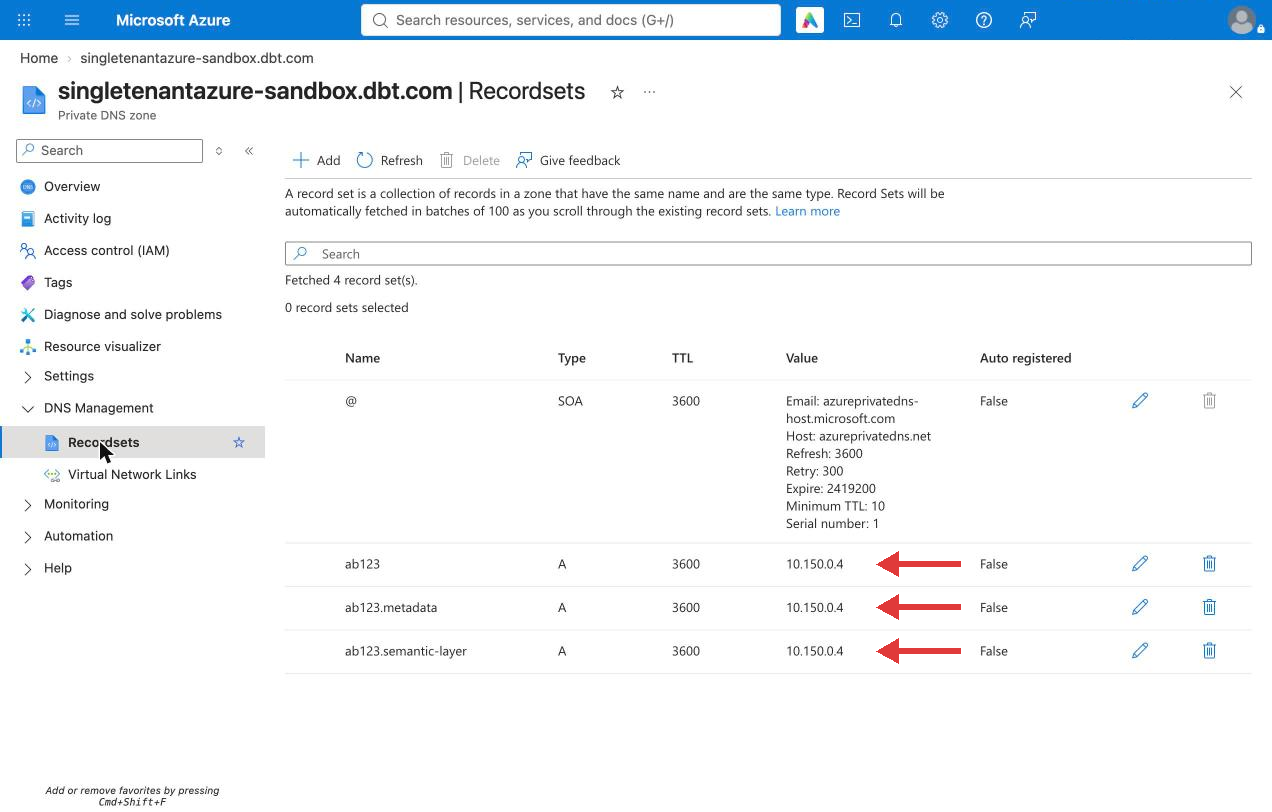 Microsoft Azure
Search resources, services, and docs (G+/)
Home > singletenantazure-sandbox.dbt.com
singletenantazure-sandbox.dbt.com | Recordsets
Private DNS zone
Search
Overview
Activity log
Access control (IAM)
Tags
Diagnose and solve problems
Resource visualizer
Settings
DNS Management
Recordsets
Virtual Network Links
Monitoring
Automation
Help
Add or remove favorites by pressing
Cmd+Shift+F
Add Refresh Delete Give feedback
A record set is a collection of records in a zone that have the same name and are the same type. Record Sets will be
automatically fetched in batches of 100 as you scroll through the existing record sets. Learn more
Search
Fetched 4 record set(s).
0 record sets selected
Name Type TTL Value Auto registered
@ SOA 3600 Email: azureprivatedns- False
host.microsoft.com
Host: azureprivatedns.net
Refresh: 3600
Retry: 300
Expire: 2419200
Minimum TTL: 10
Serial number: 1
ab123 A 3600 10.150.0.4 False
ab123.metadata A 3600 10.150.0.4 False
ab123.semantic-layer A 3600 10.150.0.4 False